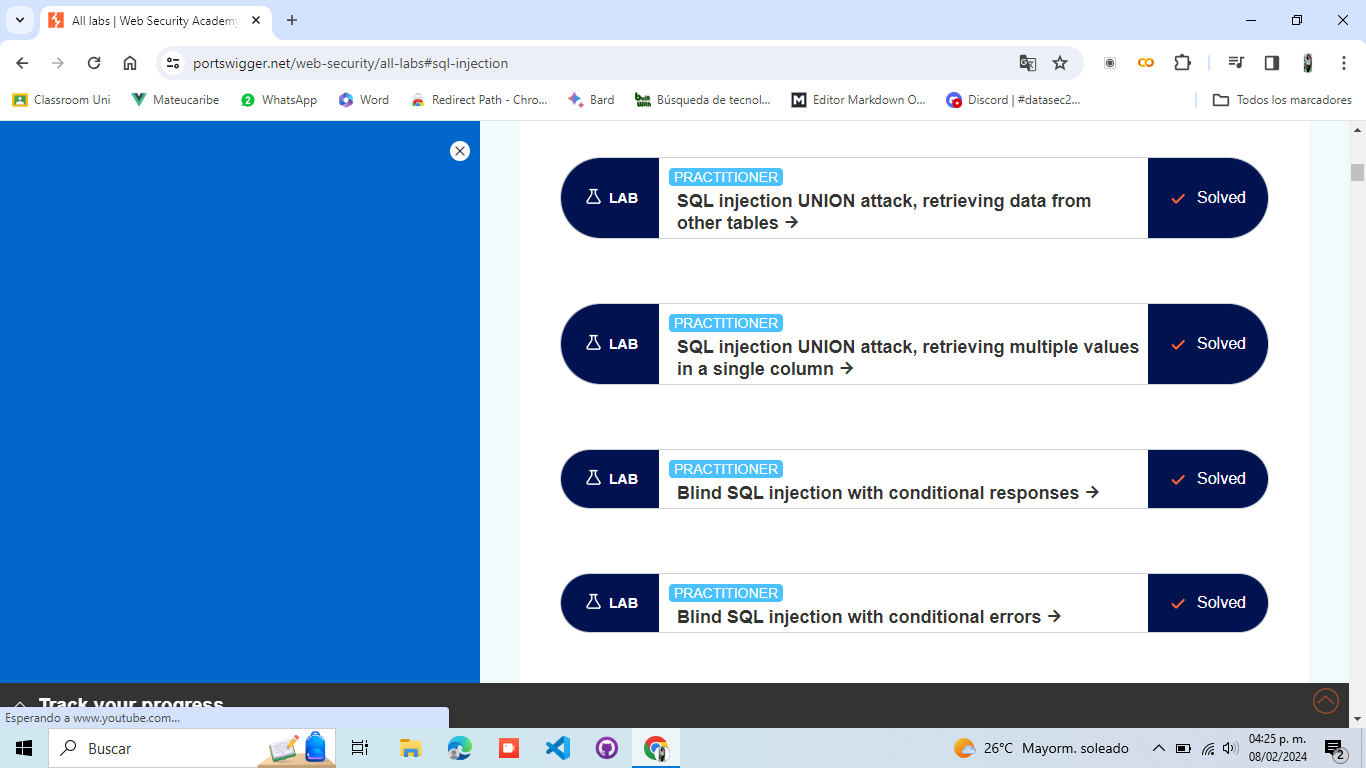 All labs | Web Security Academy
portswigger.net/web-security/all-labs#sql-injection
Classroom Uni
Mateucaribe
WhatsApp
Word
Redirect Path - Chro...
Bard
Búsqueda de tecnol...
Editor Markdown O...
Discord | #datasec2...
Todos los marcadores
LAB
PRACTITIONER
SQL injection UNION attack, retrieving data from
other tables
Solved
LAB
PRACTITIONER
SQL injection UNION attack, retrieving multiple values
in a single column
Solved
LAB
PRACTITIONER
Blind SQL injection with conditional responses
Solved
LAB
PRACTITIONER
Blind SQL injection with conditional errors
Solved
Track your progress
Esperando a www.youtube.com...
Buscar
26°C Mayorm. soleado
04:25 p. m.
08/02/2024
2